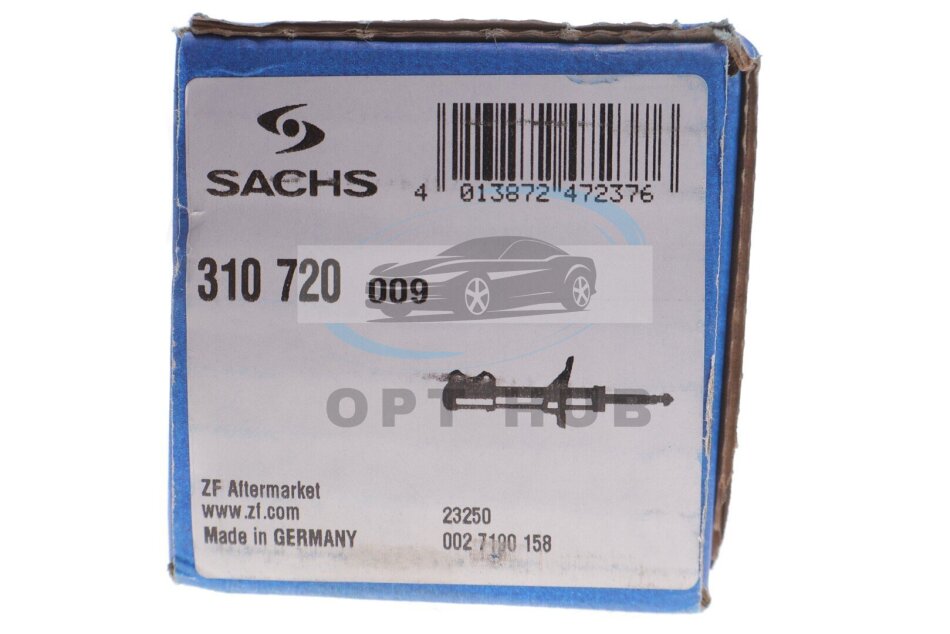 SACHS
4 013872 472376
310 720 009
OPT HUB
ZF Aftermarket
www.zf.com
Made in GERMANY
23250
002 7190 158